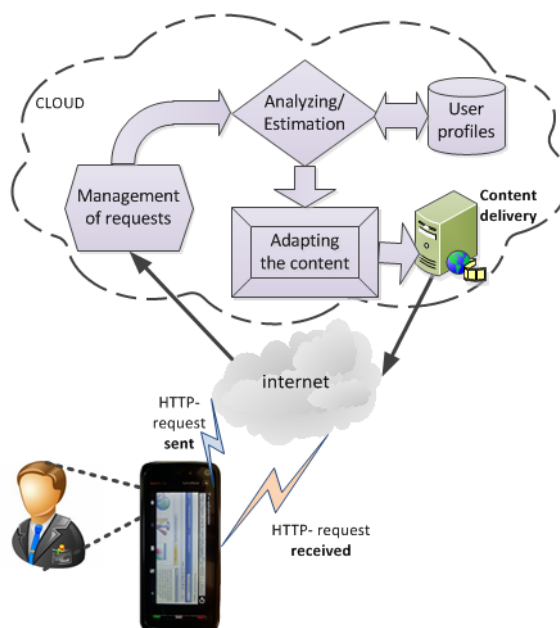 CLOUD
Analyzing/
Estimation
User
profiles
Management
of requests
Content
delivery
Adapting
the content
internet
HTTP-
request
sent
HTTP- request
received